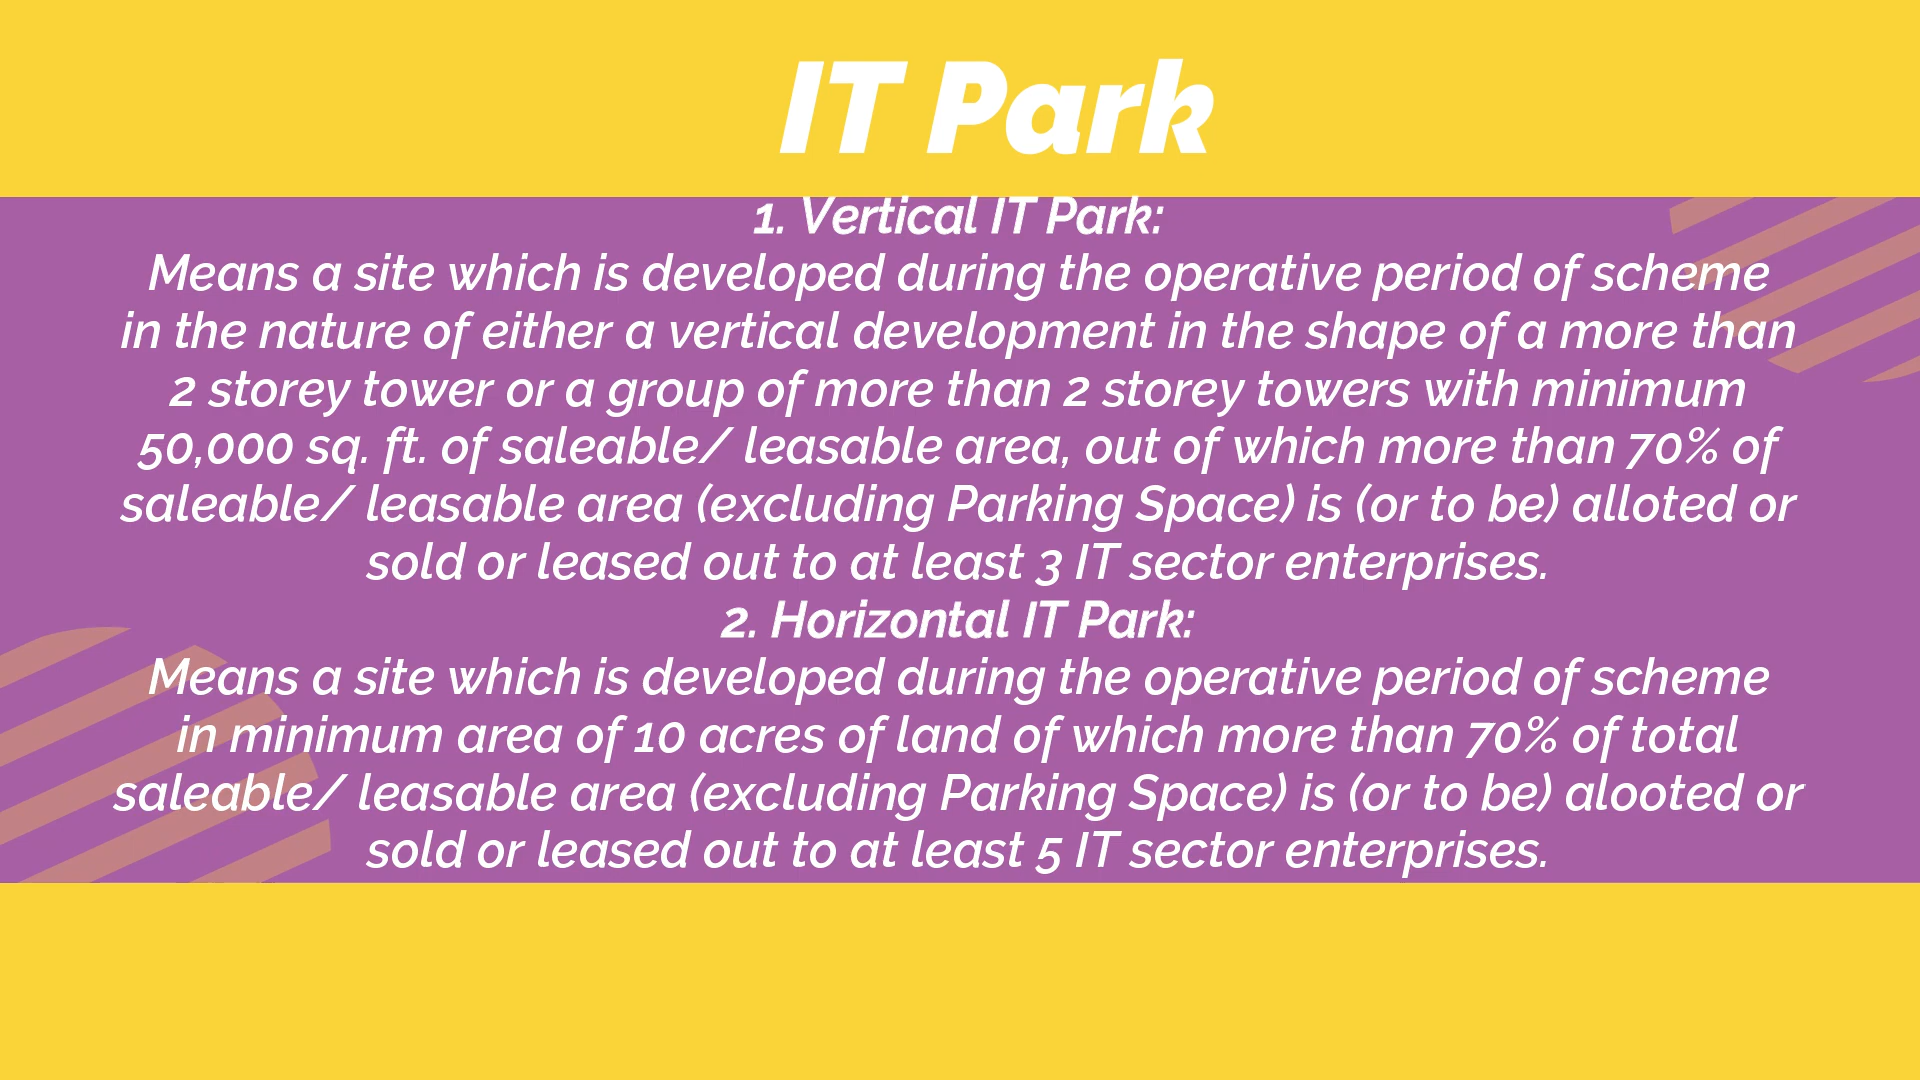 IT Park
1. Vertical IT Park:
Means a site which is developed during the operative period of scheme
in the nature of either a vertical development in the shape of a more than
2 storey tower or a group of more than 2 storey towers with minimum
50,000 sq. ft. of saleable/ leasable area, out of which more than 70% of
saleable/ leasable area (excluding Parking Space) is (or to be) alloted or
sold or leased out to at least 3 IT sector enterprises.
2. Horizontal IT Park:
Means a site which is developed during the operative period of scheme
in minimum area of 10 acres of land of which more than 70% of total
saleable/ leasable area (excluding Parking Space) is (or to be) alooted or
sold or leased out to at least 5 IT sector enterprises.